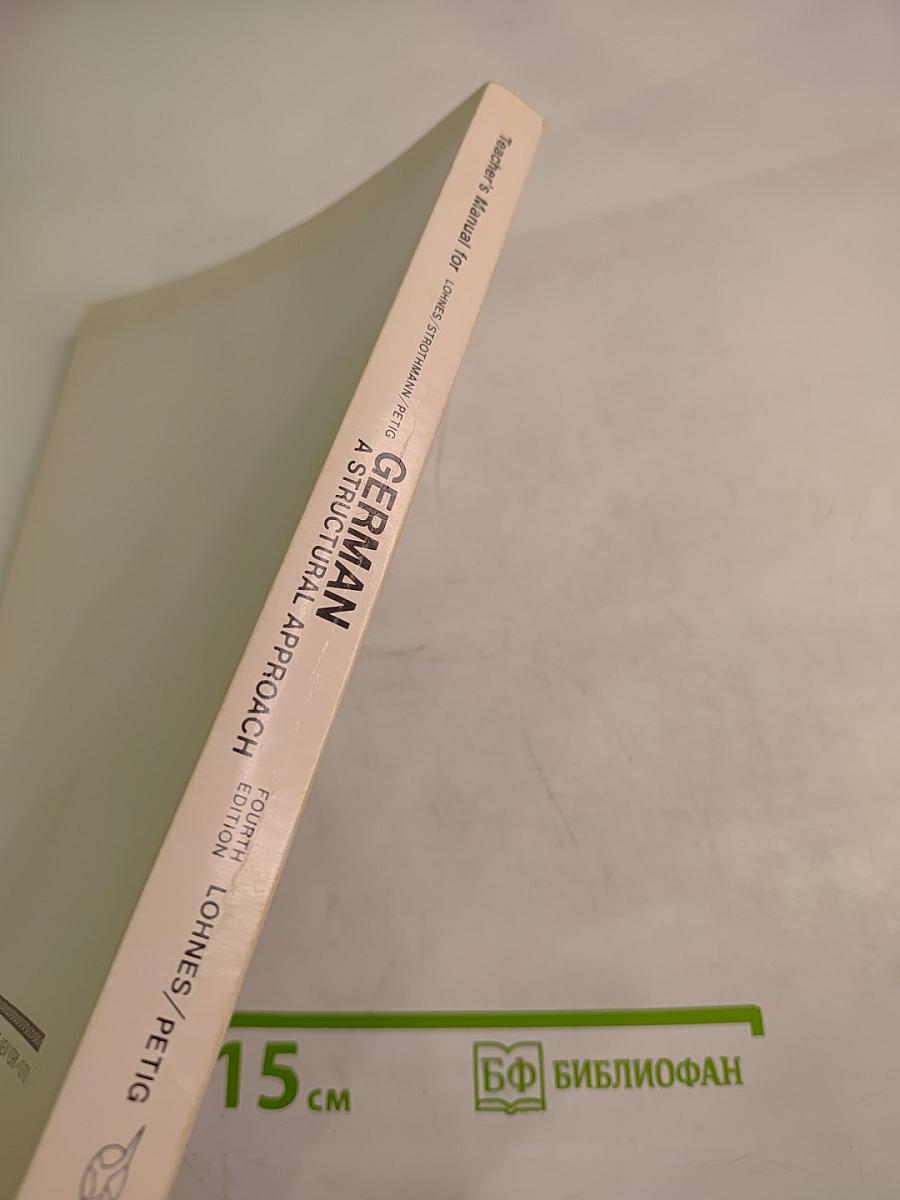 Teacher's Manual for LOHNES/STROTHMANN/PETIG
GERMAN
A STRUCTURAL APPROACH
FOURTH
EDITION
LOHNES/PETIG
15 см
БФ БИБЛИОФАН